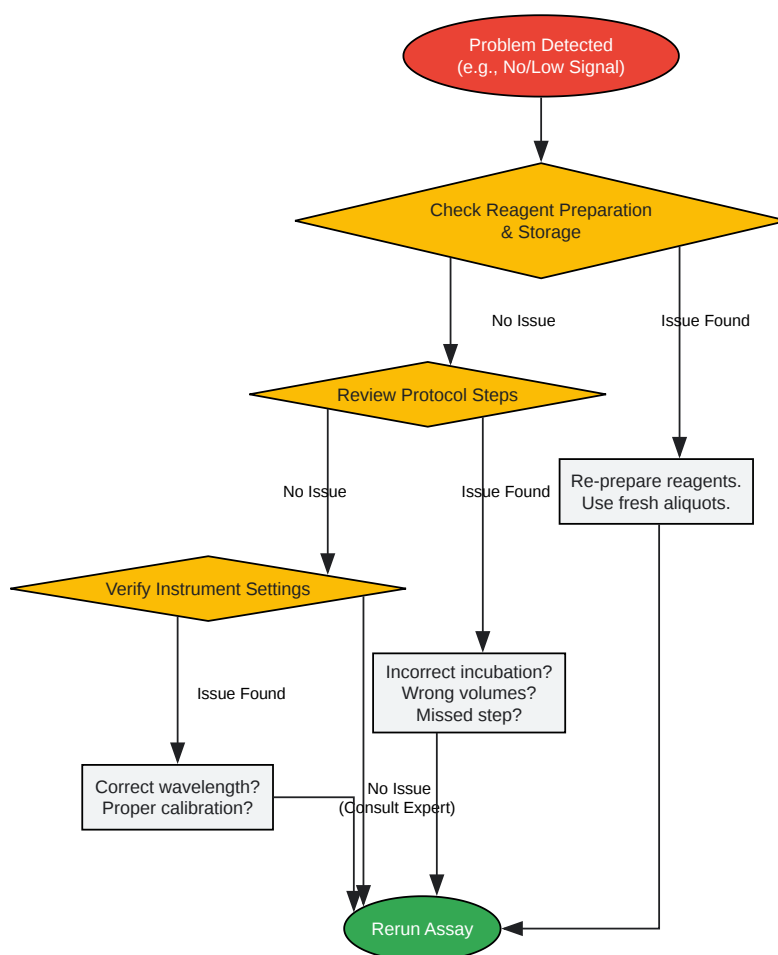 Problem Detected
(e.g., No/Low Signal)
Check Reagent Preparation
& Storage
No Issue
Issue Found
Review Protocol Steps
No Issue
Issue Found
Re-prepare reagents.
Use fresh aliquots.
Verify Instrument Settings
Issue Found
Incorrect incubation?
Wrong volumes?
Missed step?
Correct wavelength?
Proper calibration?
No Issue
(Consult Expert)
Rerun Assay